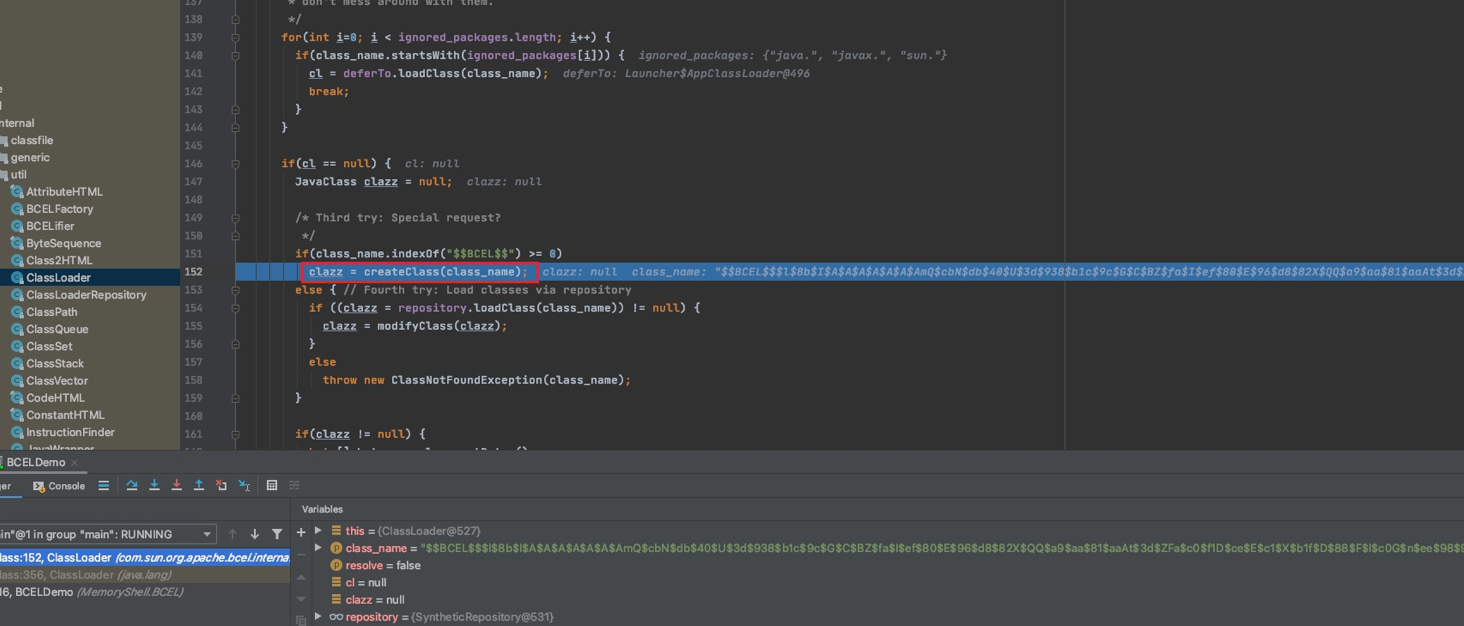 137 * don't mess around with them.
138 */
139 for(int i=0; i < ignored_packages.length; i++) {
140 if(class_name.startsWith(ignored_packages[i])) { ignored_packages: {"java.", "javax.", "sun."}
141 cl = deferTo.loadClass(class_name); deferTo: Launcher$AppClassLoader@496
142 break;
143 }
144 }
145
146 if(cl == null) { cl: null
147 JavaClass clazz = null; clazz: null
148
149 /* Third try: Special request?
150 */
151 if(class_name.indexOf("$$BCEL$$") >= 0)
152 clazz = createClass(class_name); clazz: null class_name: "$$BCEL$$$l$8b$I$A$A$A$A$A$A$AmQ$cbN$db$40$U$3d$938$b1c$9c$G$C$BZ$fa$I$ef$80$E$96$d8$82X$QQ$a9$aa$81$aaAt$3d$
153 else { // Fourth try: Load classes via repository
154 if ((clazz = repository.loadClass(class_name)) != null) {
155 clazz = modifyClass(clazz);
156 }
157 else
158 throw new ClassNotFoundException(class_name);
159 }
160
161 if(clazz != null) {
e
nternal
classfile
generic
util
AttributeHTML
BCELFactory
BCELifier
ByteSequence
Class2HTML
ClassLoader
ClassLoaderRepository
ClassPath
ClassQueue
ClassSet
ClassStack
ClassVector
CodeHTML
ConstantHTML
InstructionFinder
JavaWrapper
BCELDemo ×
ger Console
Variables
in"@1 in group "main": RUNNING
lass:152, ClassLoader (com.sun.org.apache.bcel.interna
lass:356, ClassLoader (java.lang)
16, BCELDemo (MemoryShell.BCEL)
this = {ClassLoader@527}
class_name = "$$BCEL$$$l$8b$I$A$A$A$A$A$A$AmQ$cbN$db$40$U$3d$938$b1c$9c$G$C$BZ$fa$I$ef$80$E$96$d8$82X$QQ$a9$aa$81$aaAt$3d$ZFa$c0$f1D$ce$E$c1$X$b1f$D$88$F$l$c0G$n$ee$98$
resolve = false
cl = null
clazz = null
repository = {SyntheticRepository@531}